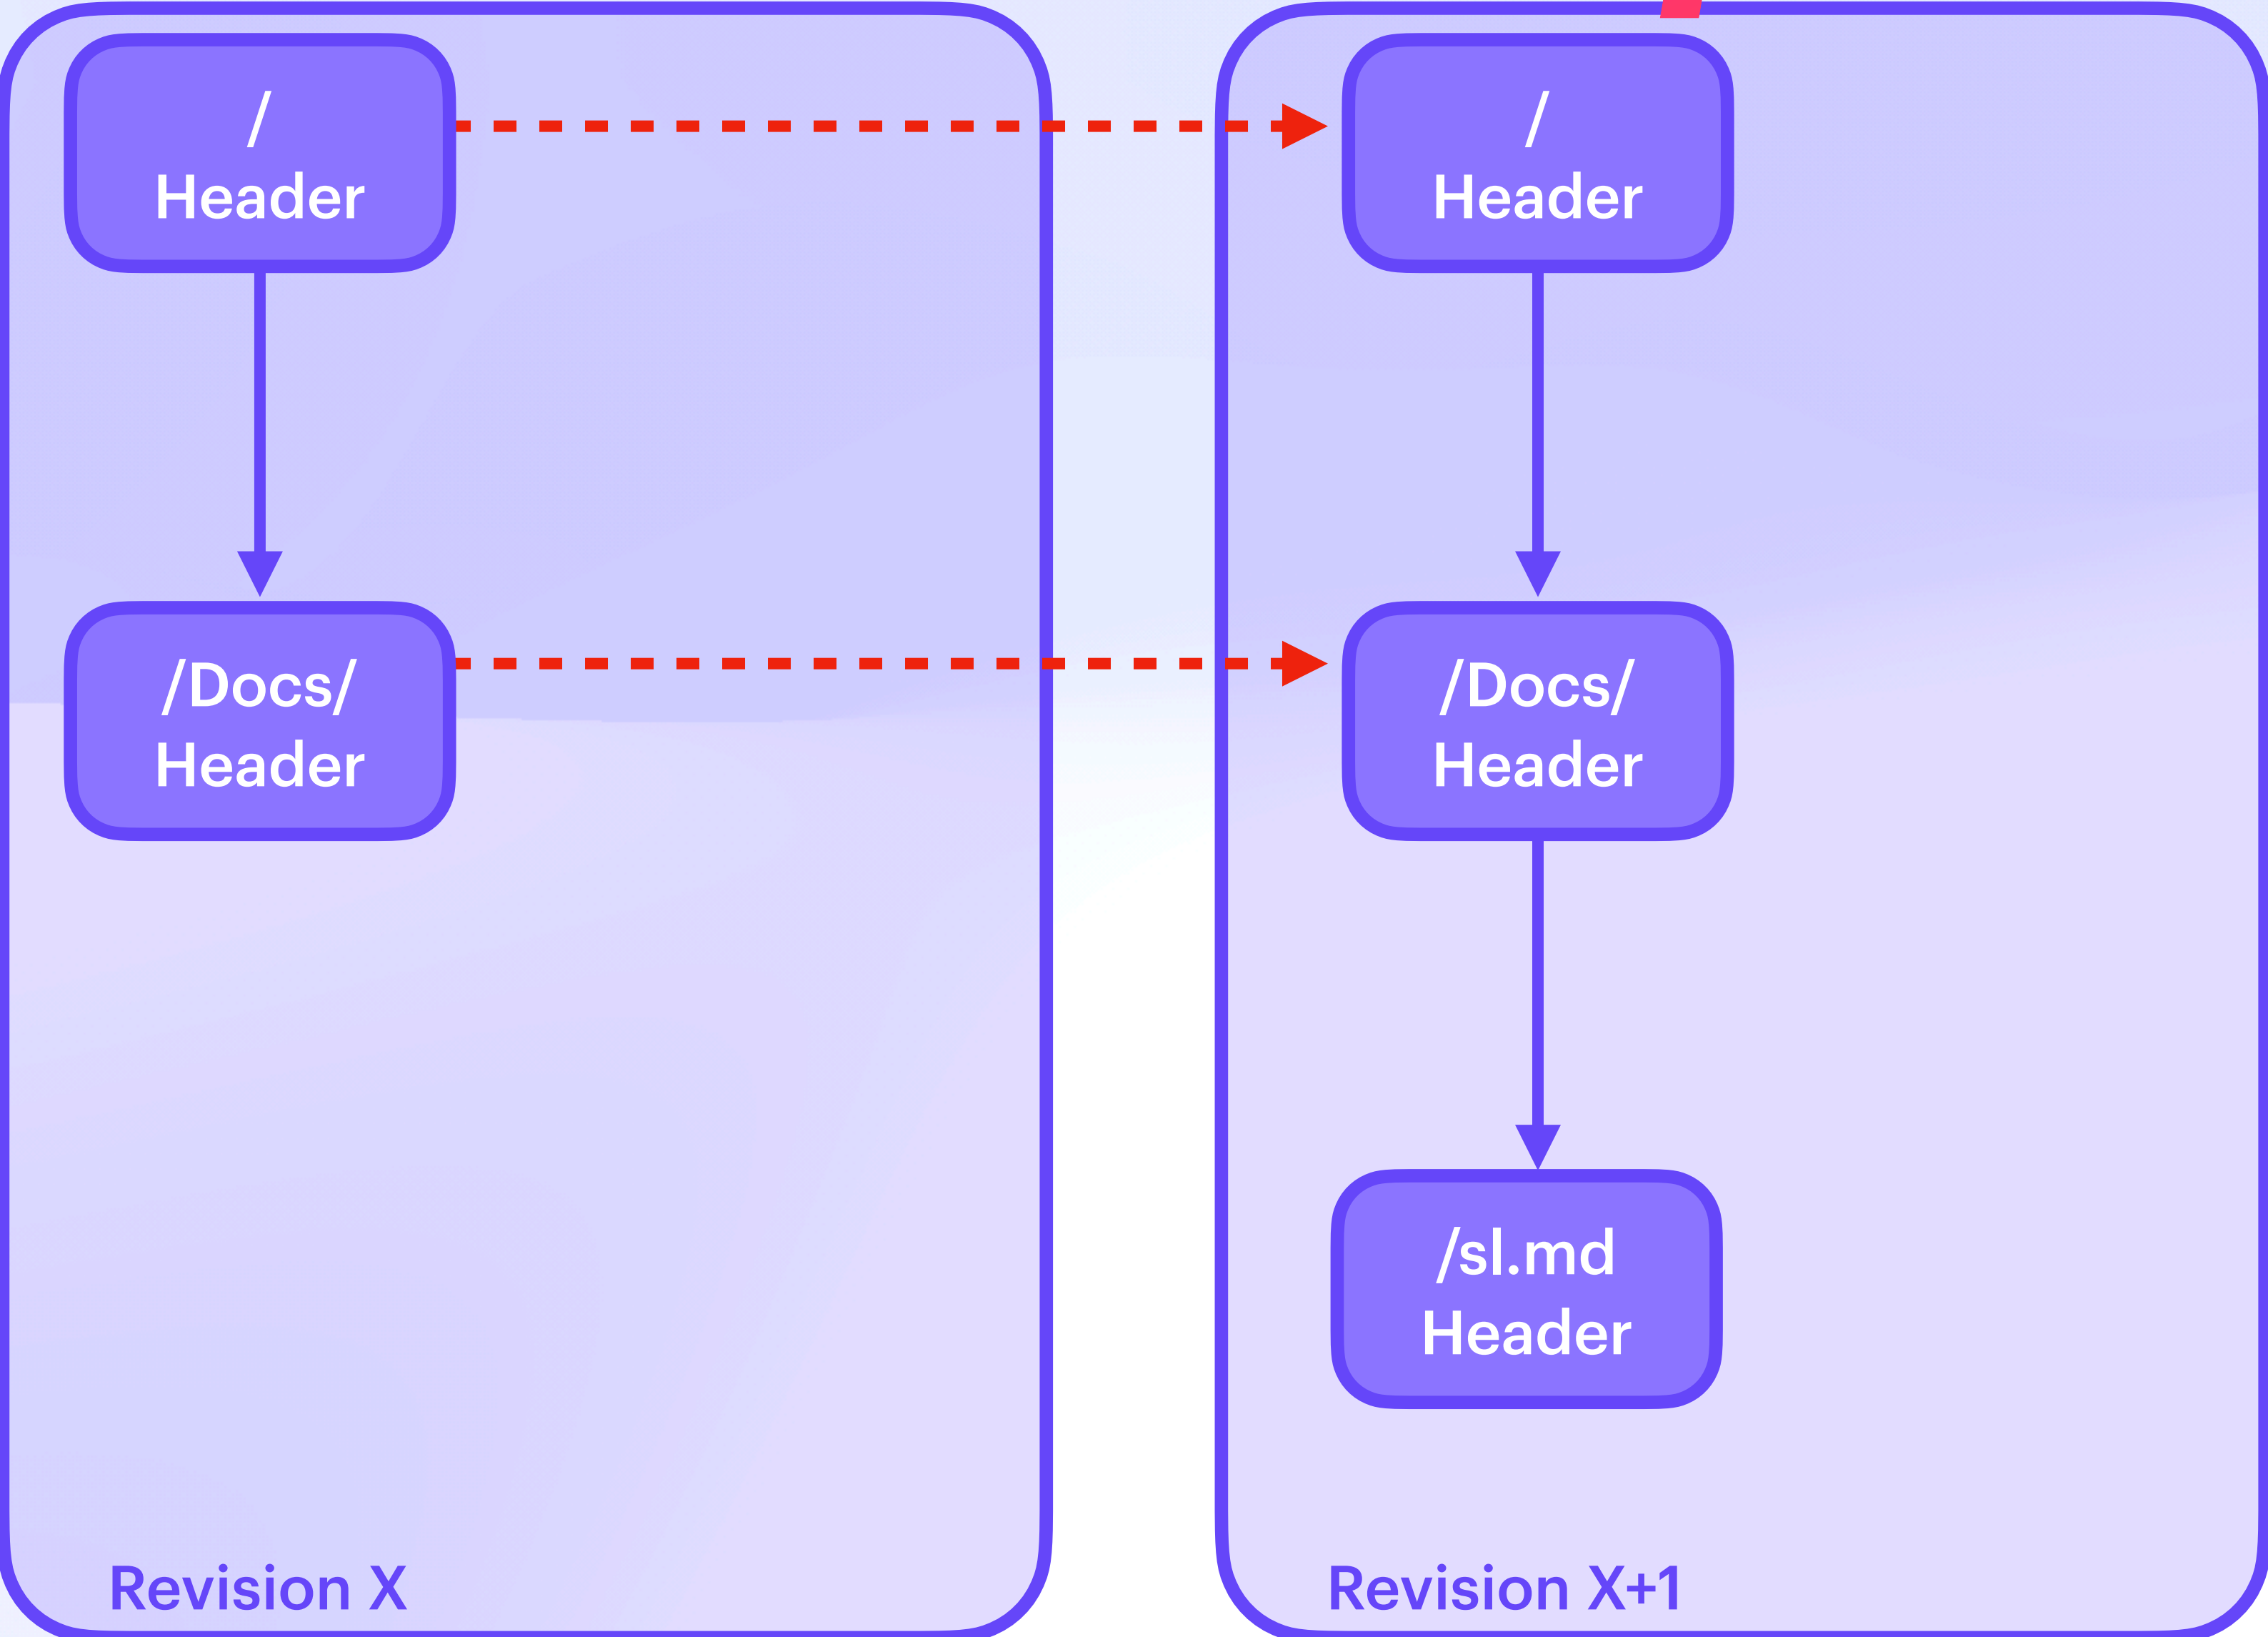 /
Header
/Docs/
Header
Revision X
/
Header
/Docs/
Header
/sl.md
Header
Revision X+1